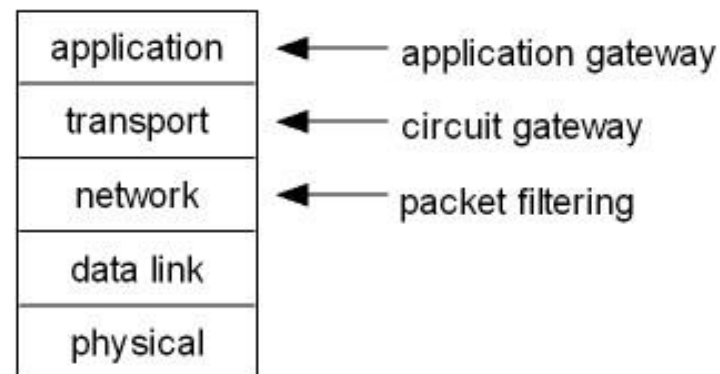 application
application gateway
transport
circuit gateway
network
packet filtering
data link
physical